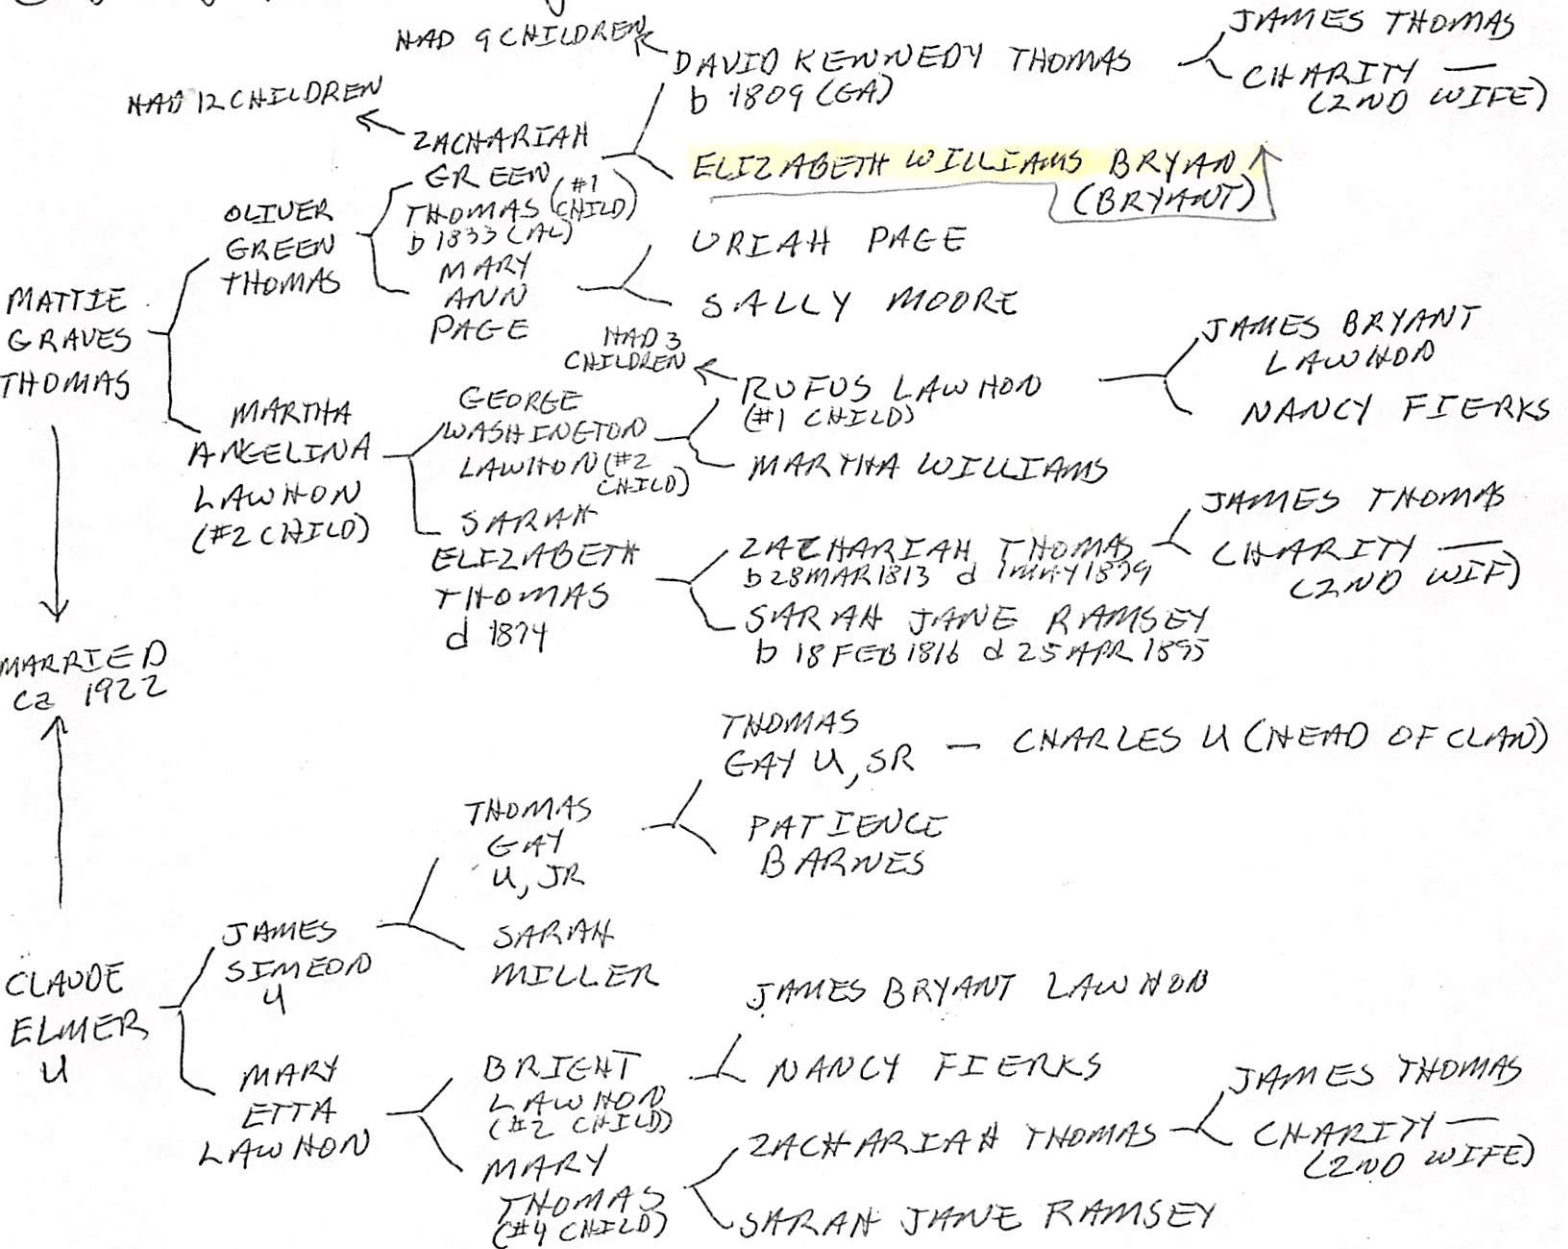 HAD 9 CHILDREN
HAD 12 CHILDREN
DAVID KENNEDY THOMAS
b 1809 (GA)
JAMES THOMAS
CHARITY —
(2ND WIFE)
ZACHARIAH
GREEN
THOMAS (#1
CHILD)
b 1833 (AL)
ELIZABETH WILLIAMS BRYAN
(BRYANT)
OLIVER
GREEN
THOMAS
MARY
ANN
PAGE
URIAH PAGE
SALLY MOORE
MATTIE
GRAVES
THOMAS
HAD 3
CHILDREN
RUFUS LAWHON
(#1 CHILD)
JAMES BRYANT
LAWHON
NANCY FIERKS
MARTHA
ANGELINA
LAWHON
(#2 CHILD)
GEORGE
WASHINGTON
LAWHON (#2
CHILD)
MARTHA WILLIAMS
SARAH
ELIZABETH
THOMAS
d 1874
ZACHARIAH THOMAS
b 28 MAR 1813 d 1 MAY 1899
JAMES THOMAS
CHARITY —
(2ND WIF)
SARAH JANE RAMSEY
b 18 FEB 1816 d 25 APR 1895
MARRIED
ca 1922
THOMAS
GAY U, SR — CHARLES U (HEAD OF CLAN)
THOMAS
GAY
U, JR
PATIENCE
BARNES
JAMES
SIMEON
U
SARAH
MILLER
CLAUDE
ELMER
U
MARY
ETTA
LAWHON
BRIGHT
LAWHON
(#2 CHILD)
JAMES BRYANT LAWHON
NANCY FIERKS
MARY
THOMAS
(#4 CHILD)
ZACHARIAH THOMAS
JAMES THOMAS
CHARITY —
(2ND WIFE)
SARAH JANE RAMSEY